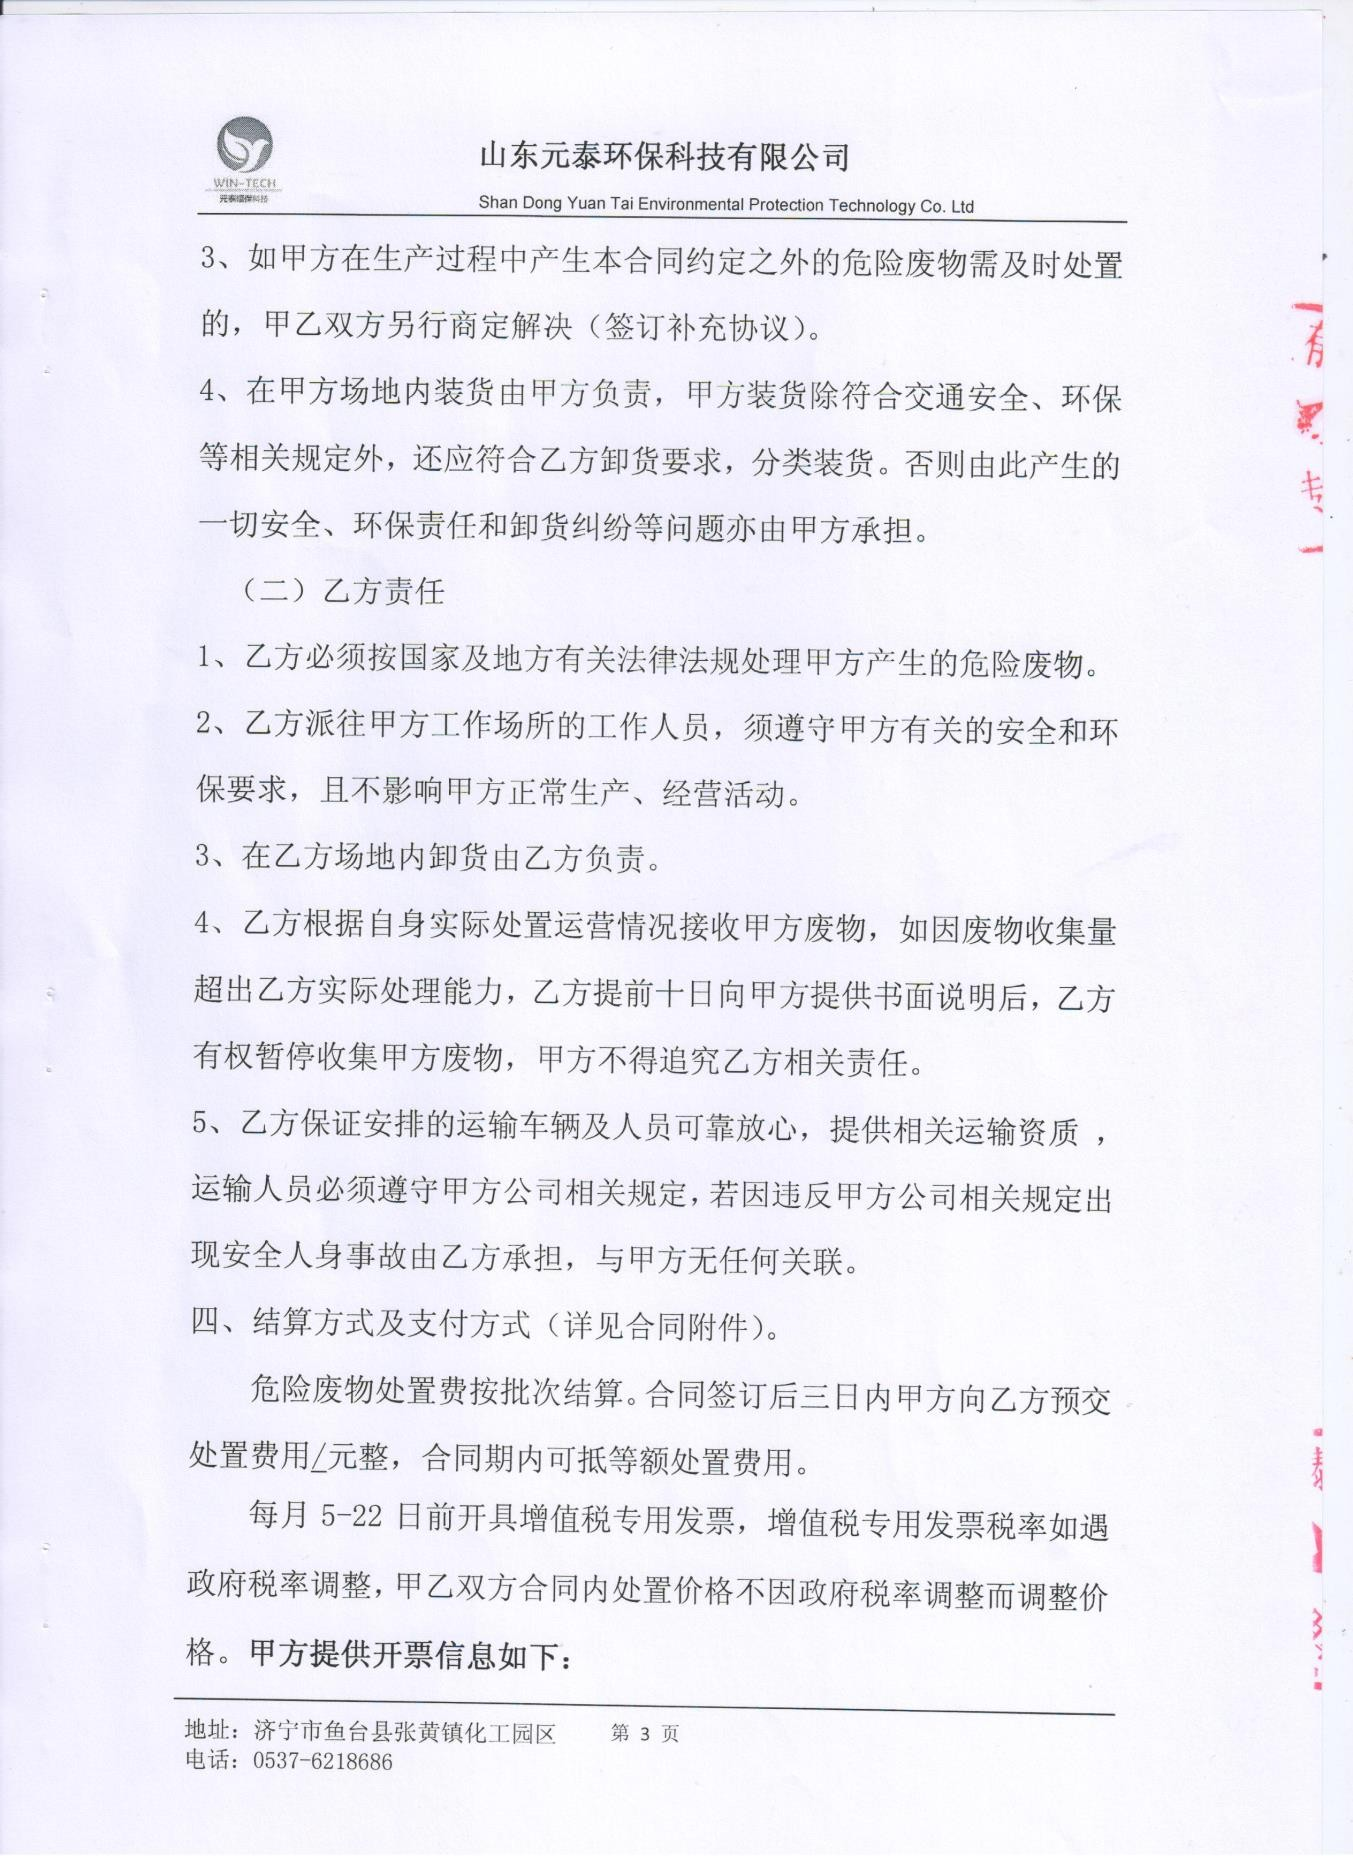 WIN-TECH
元泰环保科技
山东元泰环保科技有限公司
Shan Dong Yuan Tai Environmental Protection Technology Co. Ltd
3、如甲方在生产过程中产生本合同约定之外的危险废物需及时处置
的，甲乙双方另行商定解决（签订补充协议）。
4、在甲方场地内装货由甲方负责，甲方装货除符合交通安全、环保
等相关规定外，还应符合乙方卸货要求，分类装货。否则由此产生的
一切安全、环保责任和卸货纠纷等问题亦由甲方承担。
（二）乙方责任
1、乙方必须按国家及地方有关法律法规处理甲方产生的危险废物。
2、乙方派往甲方工作场所的工作人员，须遵守甲方有关的安全和环
保要求，且不影响甲方正常生产、经营活动。
3、在乙方场地内卸货由乙方负责。
4、乙方根据自身实际处置运营情况接收甲方废物，如因废物收集量
超出乙方实际处理能力，乙方提前十日向甲方提供书面说明后，乙方
有权暂停收集甲方废物，甲方不得追究乙方相关责任。
5、乙方保证安排的运输车辆及人员可靠放心，提供相关运输资质 ，
运输人员必须遵守甲方公司相关规定，若因违反甲方公司相关规定出
现安全人身事故由乙方承担，与甲方无任何关联。
四、结算方式及支付方式（详见合同附件）。
危险废物处置费按批次结算。合同签订后三日内甲方向乙方预交
处置费用/元整，合同期内可抵等额处置费用。
每月 5-22 日前开具增值税专用发票，增值税专用发票税率如遇
政府税率调整，甲乙双方合同内处置价格不因政府税率调整而调整价
格。甲方提供开票信息如下：
地址：济宁市鱼台县张黄镇化工园区 第 3 页
电话：0537-6218686